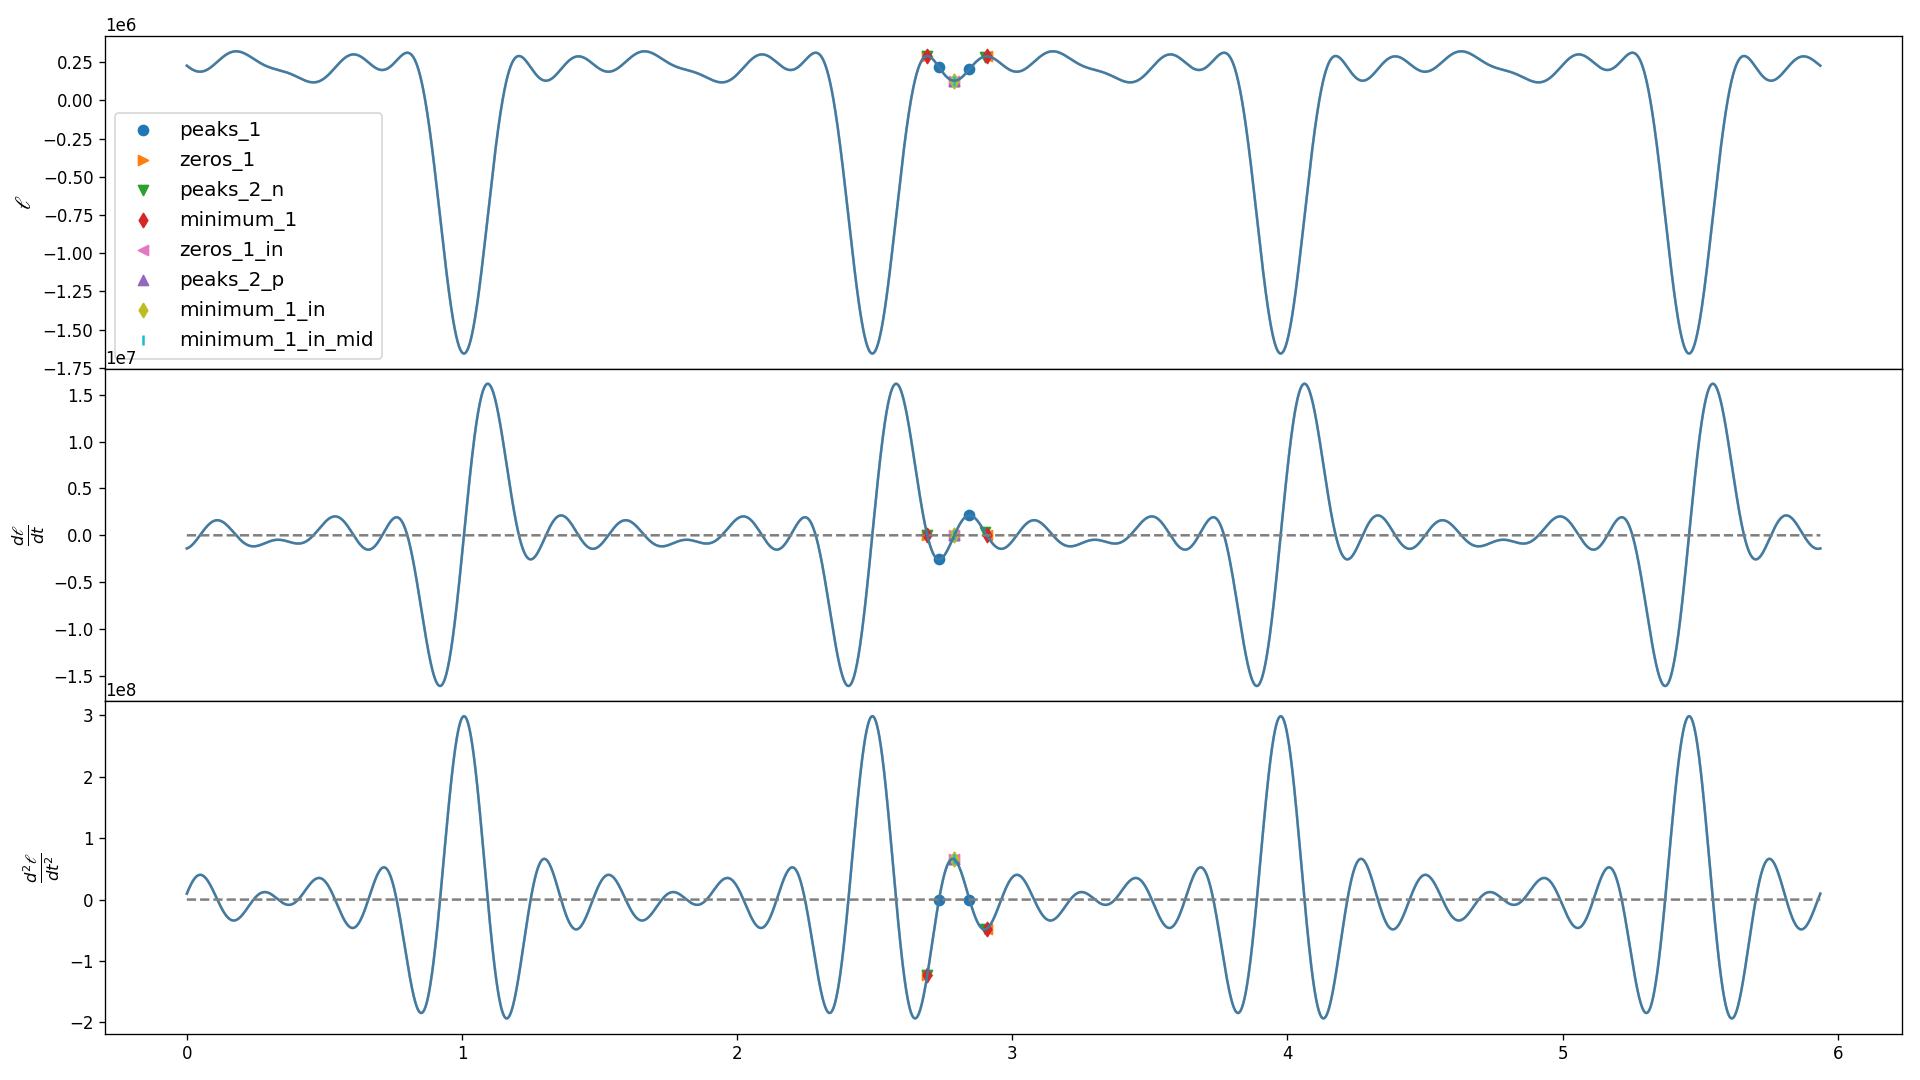 1e6
0.25
0.00
−0.25
−0.50
−0.75
−1.00
−1.25
−1.50
−1.75
ℓ
peaks_1
zeros_1
peaks_2_n
minimum_1
zeros_1_in
peaks_2_p
minimum_1_in
minimum_1_in_mid
1e7
1.5
1.0
0.5
0.0
−0.5
−1.0
−1.5
dℓ
dt
1e8
3
2
1
0
−1
−2
d²ℓ
dt²
0 1 2 3 4 5 6